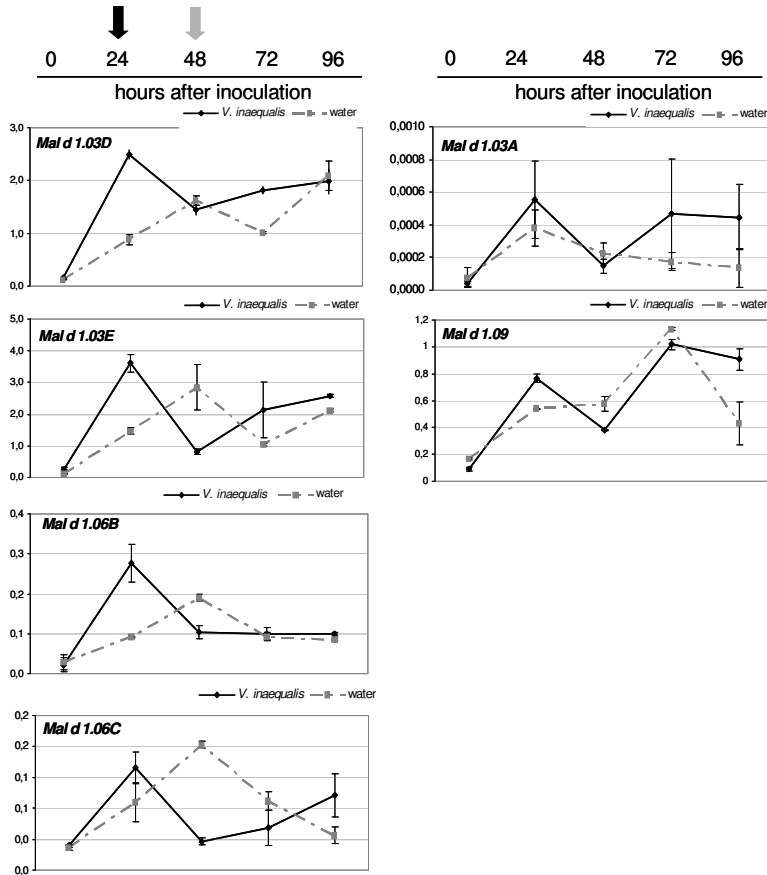 0 24 48 72 96
hours after inoculation
V. inaequalis water
Mal d 1.03D
3,0
2,0
1,0
0,0
V. inaequalis water
Mal d 1.03E
5,0
4,0
3,0
2,0
1,0
0,0
V. inaequalis water
Mal d 1.06B
0,4
0,3
0,2
0,1
0,0
V. inaequalis water
Mal d 1.06C
0,2
0,2
0,1
0,1
0,0
0,0
0 24 48 72 96
hours after inoculation
V. inaequalis water
Mal d 1.03A
0,0010
0,0008
0,0006
0,0004
0,0002
0,0000
V. inaequalis water
Mal d 1.09
1,2
1
0,8
0,6
0,4
0,2
0